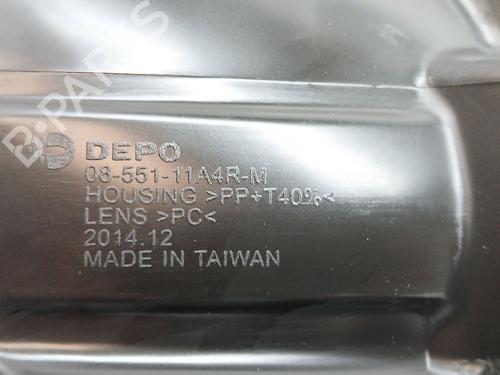 B-PARTS
DEPO
08-551-11A4R-M
HOUSING >PP+T40%<
LENS >PC<
2014.12
MADE IN TAIWAN